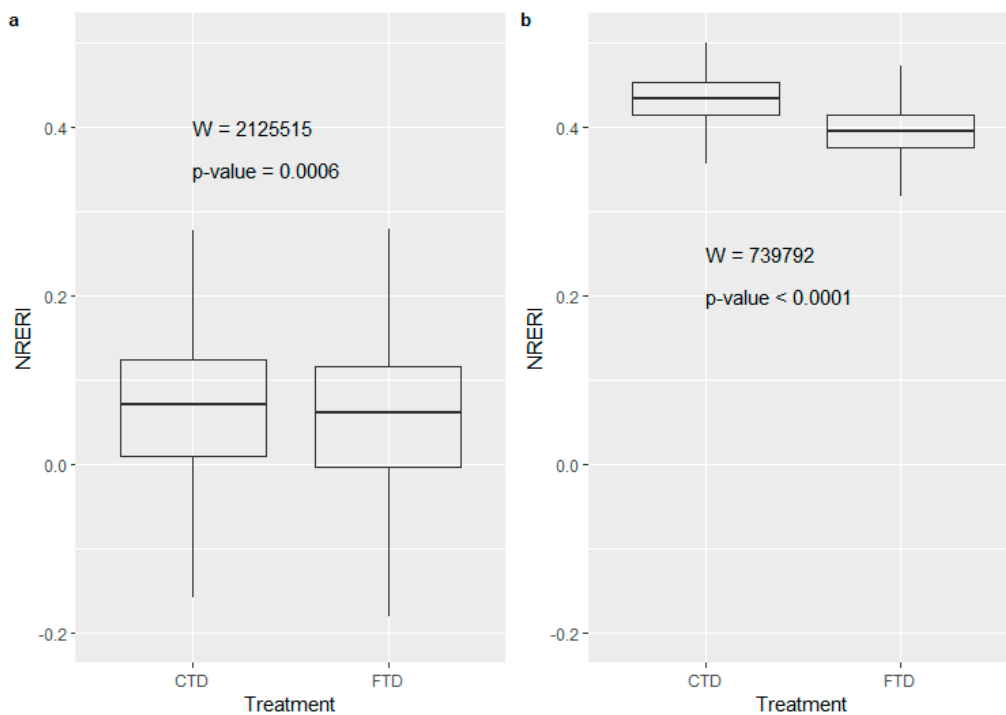 a
W = 2125515
p-value = 0.0006
NRERI
0.4
0.2
0.0
-0.2
CTD
FTD
Treatment
b
W = 739792
p-value < 0.0001
NRERI
0.4
0.2
0.0
-0.2
CTD
FTD
Treatment